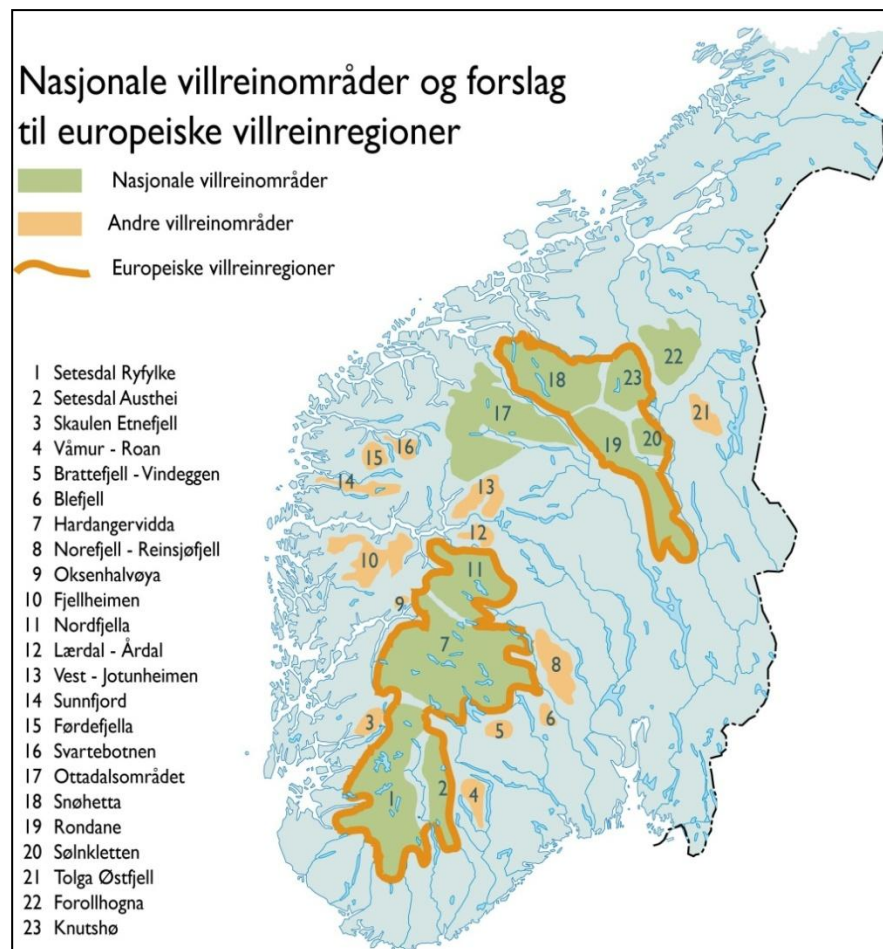 Nasjonale villreinområder og forslag
til europeiske villreinregioner
Nasjonale villreinområder
Andre villreinområder
Europeiske villreinregioner
1 Setesdal Ryfylke
2 Setesdal Austhei
3 Skaulen Etnefjell
4 Våmur - Roan
5 Brattefjell - Vindeggen
6 Blefjell
7 Hardangervidda
8 Norefjell - Reinsjøfjell
9 Oksenhalvøya
10 Fjellheimen
11 Nordfjella
12 Lærdal - Årdal
13 Vest - Jotunheimen
14 Sunnfjord
15 Førdefjella
16 Svartebotnen
17 Ottadalsområdet
18 Snøhetta
19 Rondane
20 Sølnkletten
21 Tolga Østfjell
22 Forollhogna
23 Knutshø
22
18
23
21
17
19
20
16
15
14
13
12
10
11
9
7
8
3
5
6
1
2
4